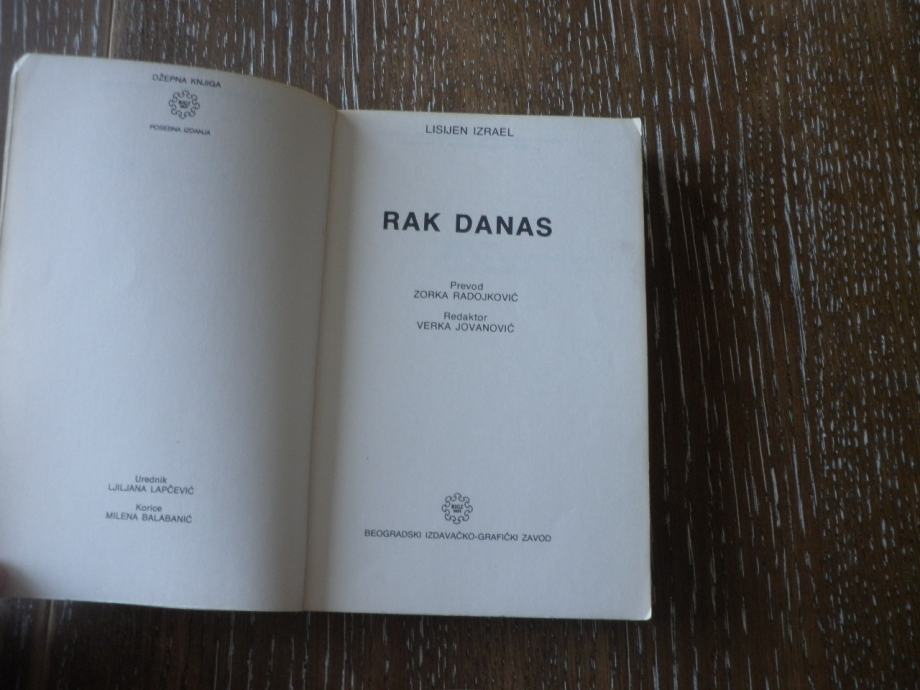 DŽEPNA KNJIGA
POSEBNA IZDANJA
Urednik
LJILJANA LAPČEVIĆ
Korice
MILENA BALABANIĆ
LISIJEN IZRAEL
RAK DANAS
Prevod
ZORKA RADOJKOVIĆ
Redaktor
VERKA JOVANOVIĆ
BIGZ
BEOGRADSKI IZDAVAČKO-GRAFIČKI ZAVOD